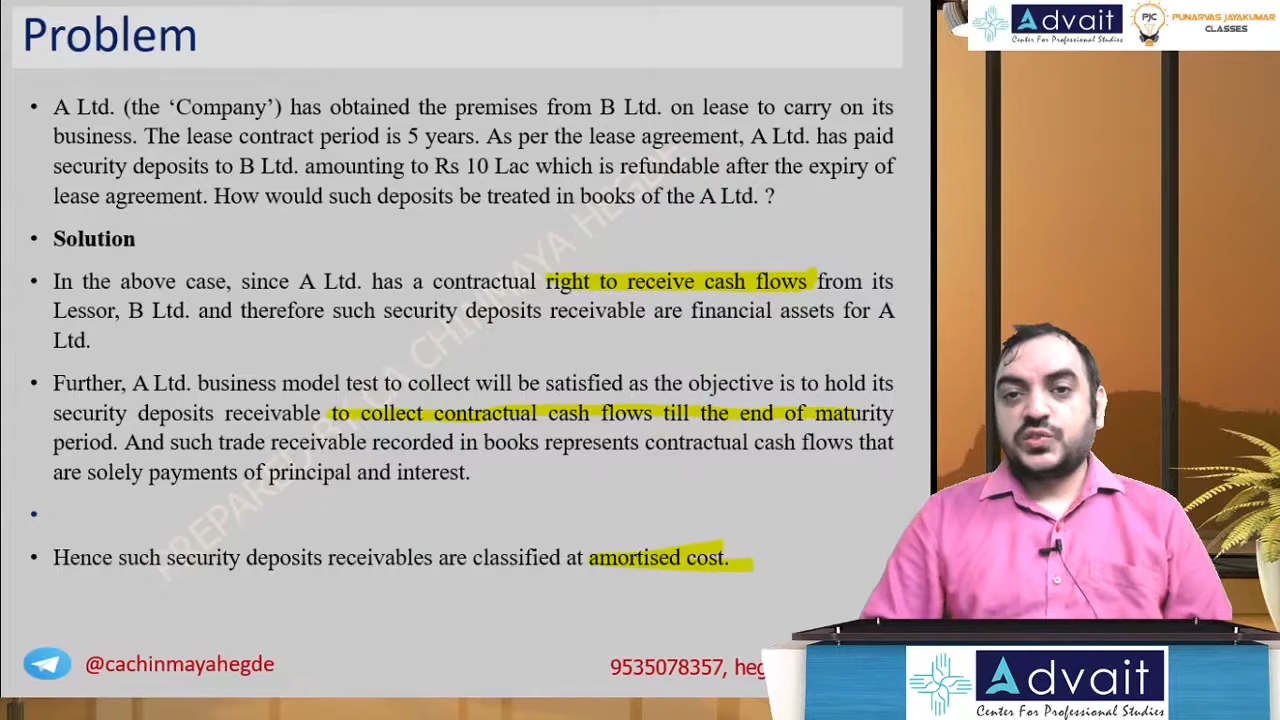 Problem
Advait
Center For Professional Studies
PJC
PUNARVAS JAYAKUMAR
CLASSES
• A Ltd. (the ‘Company’) has obtained the premises from B Ltd. on lease to carry on its
business. The lease contract period is 5 years. As per the lease agreement, A Ltd. has paid
security deposits to B Ltd. amounting to Rs 10 Lac which is refundable after the expiry of
lease agreement. How would such deposits be treated in books of the A Ltd. ?
• Solution
• In the above case, since A Ltd. has a contractual right to receive cash flows from its
Lessor, B Ltd. and therefore such security deposits receivable are financial assets for A
Ltd.
• Further, A Ltd. business model test to collect will be satisfied as the objective is to hold its
security deposits receivable to collect contractual cash flows till the end of maturity
period. And such trade receivable recorded in books represents contractual cash flows that
are solely payments of principal and interest.
•
• Hence such security deposits receivables are classified at amortised cost.
PREPARED BY CA CHINMAYA HEGDE
@cachinmayahegde
9535078357, heg
Advait
Center For Professional Studies